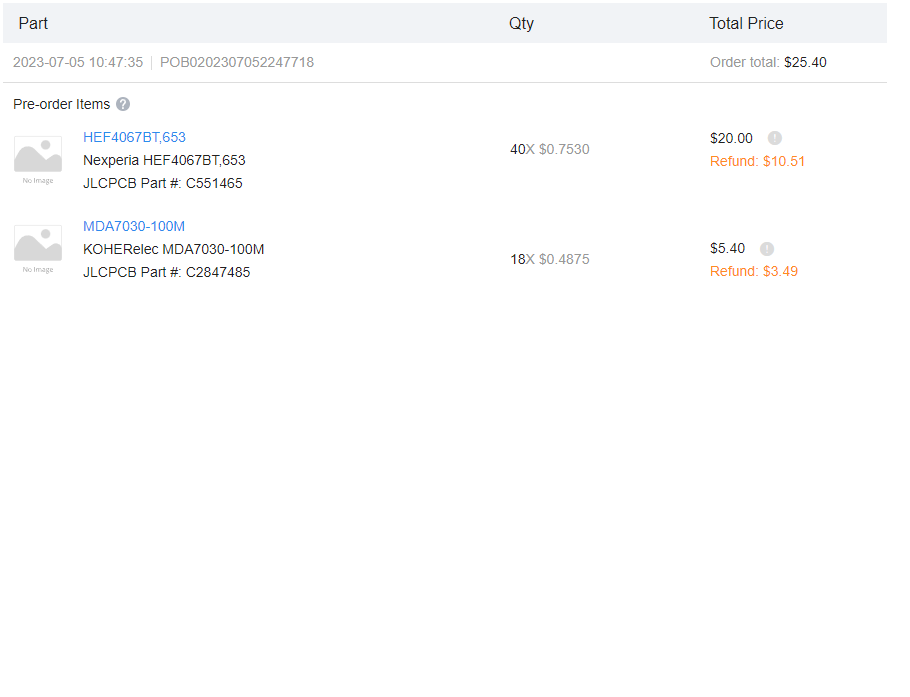 Part Qty Total Price
2023-07-05 10:47:35 | POB0202307052247718 Order total: $25.40
Pre-order Items ?
HEF4067BT,653
Nexperia HEF4067BT,653
JLCPCB Part #: C551465
40X $0.7530
$20.00 !
Refund: $10.51
No Image
MDA7030-100M
KOHERelec MDA7030-100M
JLCPCB Part #: C2847485
18X $0.4875
$5.40 !
Refund: $3.49
No Image